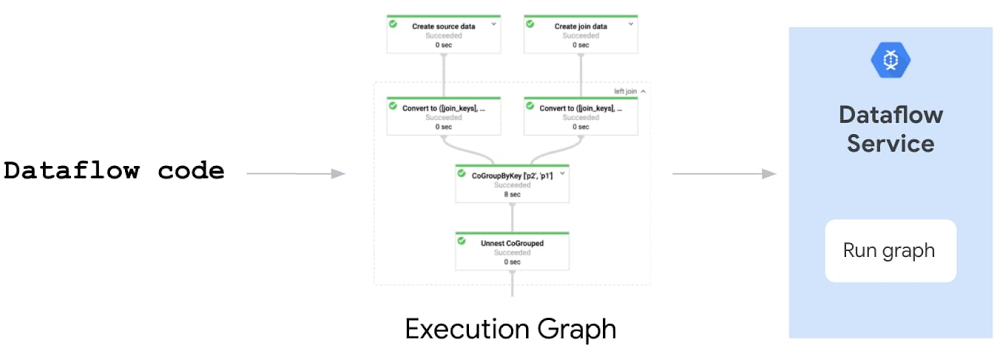 Dataflow code
Create source data
Succeeded
0 sec
Create join data
Succeeded
0 sec
left join
Convert to ([join_keys], ...
Succeeded
0 sec
Convert to ([join_keys], ...
Succeeded
0 sec
CoGroupByKey ['p2', 'p1']
Succeeded
8 sec
Unnest CoGrouped
Succeeded
0 sec
Execution Graph
Dataflow
Service
Run graph